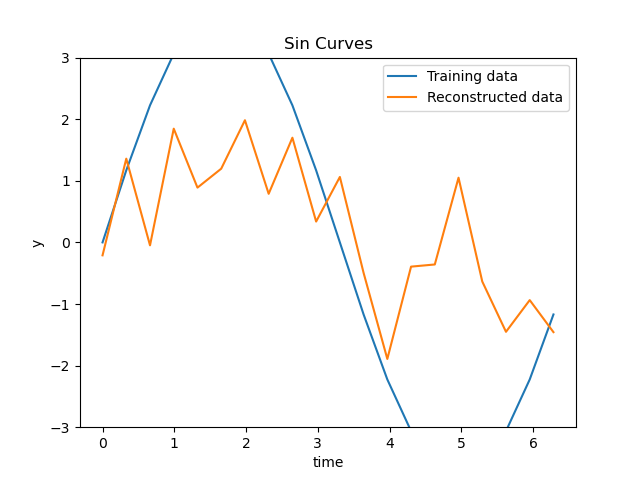 Sin Curves
Training data
Reconstructed data
3
2
1
0
−1
−2
−3
y
0
1
2
3
4
5
6
time